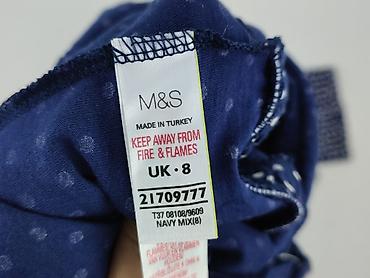 M&S
MADE IN TURKEY
KEEP AWAY FROM
FIRE & FLAMES
UK · 8
21709777
T37 08108/9609
NAVY MIX(8)